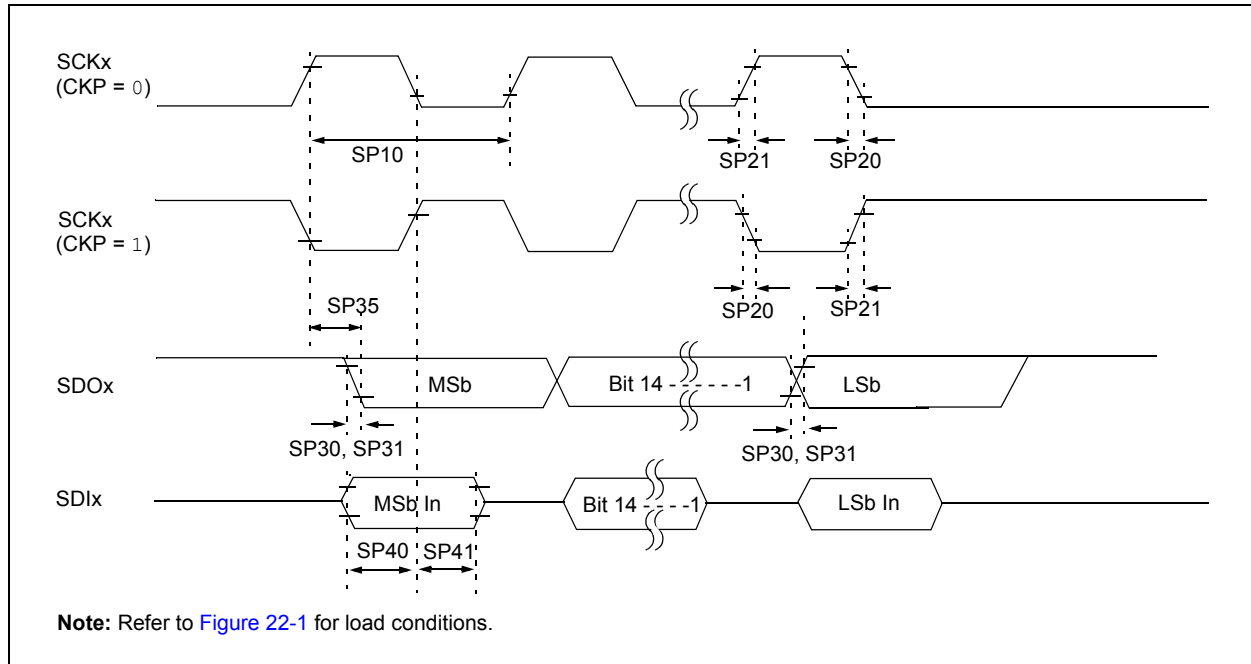 SCKx
(CKP = 0)
SP10
SP21
SP20
SCKx
(CKP = 1)
SP35
SP20
SP21
SDOx
MSb
Bit 14 - - - - - -1
LSb
SP30, SP31
SP30, SP31
SDIx
MSb In
Bit 14 - - - -1
LSb In
SP40
SP41
Note: Refer to Figure 22-1 for load conditions.